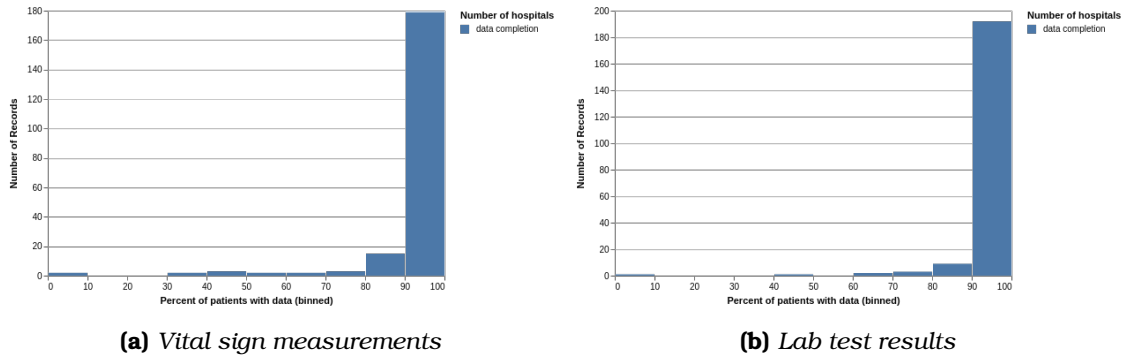 180
160
140
120
100
80
60
40
20
0
Number of Records
0 10 20 30 40 50 60 70 80 90 100
Percent of patients with data (binned)
Number of hospitals
data completion
(a) Vital sign measurements
200
180
160
140
120
100
80
60
40
20
0
Number of Records
0 10 20 30 40 50 60 70 80 90 100
Percent of patients with data (binned)
Number of hospitals
data completion
(b) Lab test results